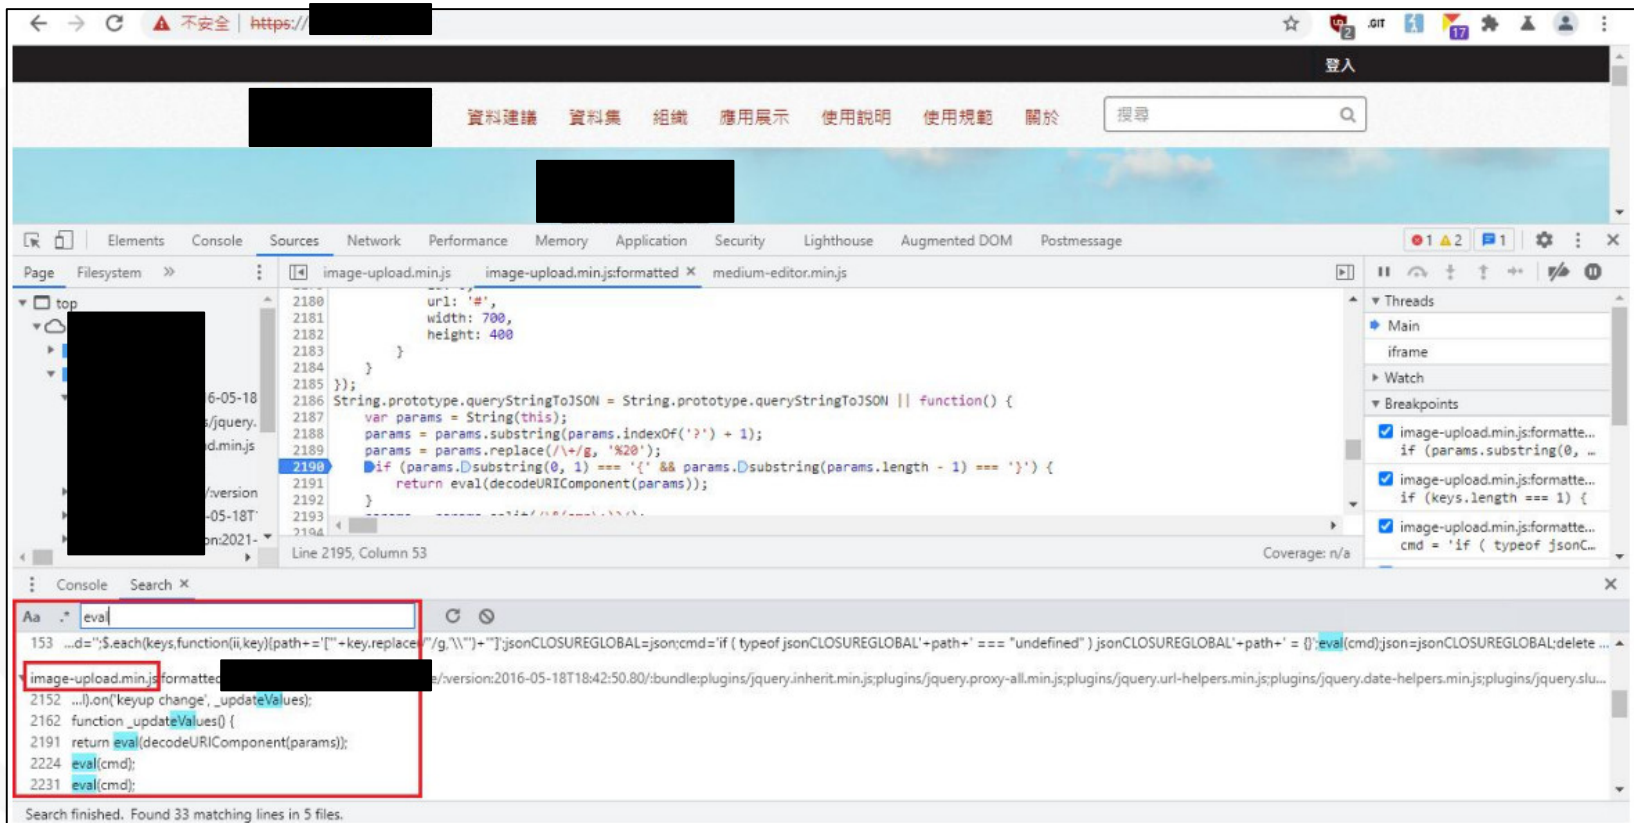 不安全 | https://
2 .GIT 17
登入
資料建議 資料集 組織 應用展示 使用說明 使用規範 關於 搜尋
Elements Console Sources Network Performance Memory Application Security Lighthouse Augmented DOM Postmessage 1 2 1
Page Filesystem » image-upload.min.js image-upload.min.js:formatted × medium-editor.min.js
top
6-05-18
s/jquery.
d.min.js
/:version
-05-18T
on:2021-
2180 url: '#',
2181 width: 700,
2182 height: 400
2183 }
2184 }
2185 });
2186 String.prototype.queryStringToJSON = String.prototype.queryStringToJSON || function() {
2187 var params = String(this);
2188 params = params.substring(params.indexOf('?') + 1);
2189 params = params.replace(/\+/g, '%20');
2190 if (params.substring(0, 1) === '{' && params.substring(params.length - 1) === '}') {
2191 return eval(decodeURIComponent(params));
2192 }
2193
2194
Line 2195, Column 53 Coverage: n/a
Threads
Main
iframe
Watch
Breakpoints
image-upload.min.js:formatte...
if (params.substring(0, …
image-upload.min.js:formatte...
if (keys.length === 1) {
image-upload.min.js:formatte...
cmd = 'if ( typeof jsonC…
Console Search ×
Aa .* eval
153 ...d='';$.each(keys,function(ii,key){path+='["'+key.replace(/"/g,'\\"')+'"]';jsonCLOSUREGLOBAL=json;cmd='if ( typeof jsonCLOSUREGLOBAL'+path+' === "undefined" ) jsonCLOSUREGLOBAL'+path+' = {}';eval(cmd);json=jsonCLOSUREGLOBAL;delete ...
image-upload.min.js:formatted e/:version:2016-05-18T18:42:50.80/:bundle:plugins/jquery.inherit.min.js;plugins/jquery.proxy-all.min.js;plugins/jquery.url-helpers.min.js;plugins/jquery.date-helpers.min.js;plugins/jquery.slu...
2152 ...l).on('keyup change', _updateValues);
2162 function _updateValues() {
2191 return eval(decodeURIComponent(params));
2224 eval(cmd);
2231 eval(cmd);
Search finished. Found 33 matching lines in 5 files.